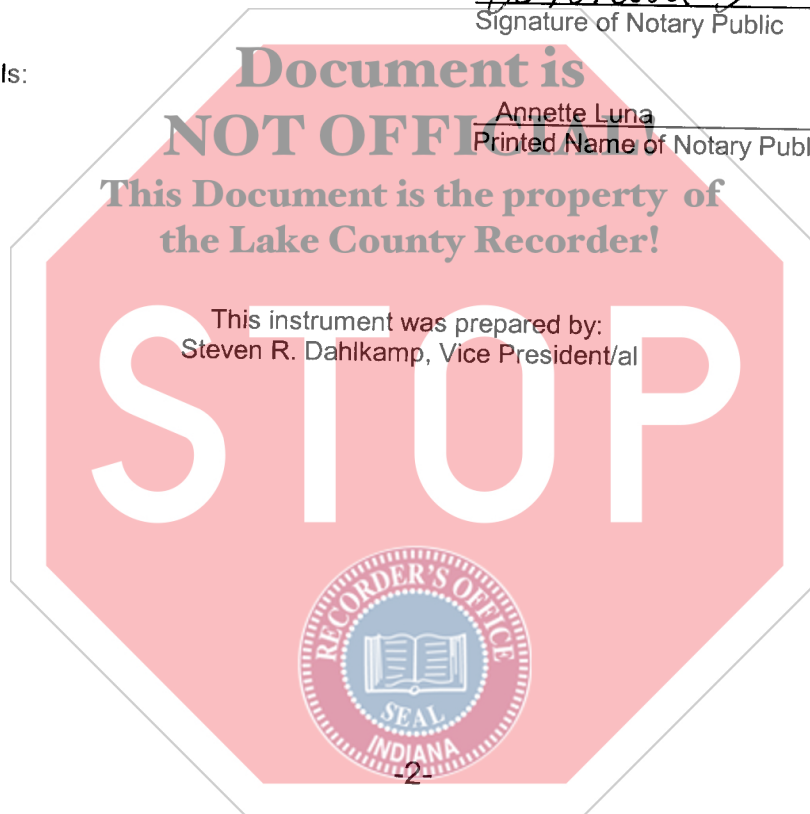 Signature of Notary Public
ls:
Document is
NOT OFFICIAL!
Annette Luna
Printed Name of Notary Publ
This Document is the property of
the Lake County Recorder!
This instrument was prepared by:
Steven R. Dahlkamp, Vice President/al
STOP
RECORDER'S OFFICE
SEAL
INDIANA
-2-